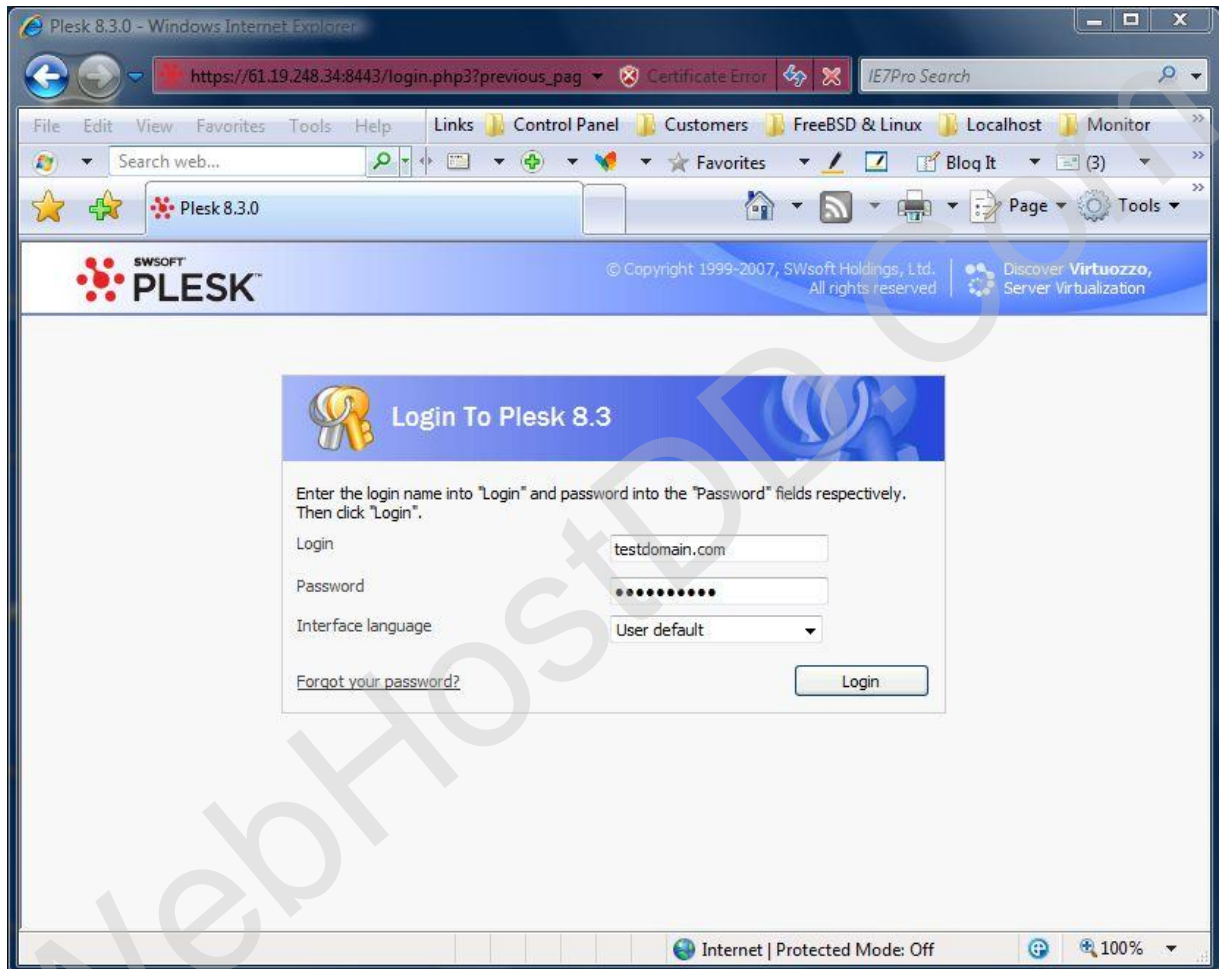 Plesk 8.3.0 - Windows Internet Explorer
https://61.19.248.34:8443/login.php3?previous_pag Certificate Error IE7Pro Search
File Edit View Favorites Tools Help Links Control Panel Customers FreeBSD & Linux Localhost Monitor »
Search web... Favorites Blog It (3) »
Plesk 8.3.0 Page Tools »
SWSOFT
PLESK™
© Copyright 1999-2007, SWsoft Holdings, Ltd.
All rights reserved
Discover Virtuozzo,
Server Virtualization
Login To Plesk 8.3
Enter the login name into "Login" and password into the "Password" fields respectively.
Then click "Login".
Login testdomain.com
Password ●●●●●●●●●●
Interface language User default
Forgot your password? Login
Internet | Protected Mode: Off 100%
WebHostDD.Com